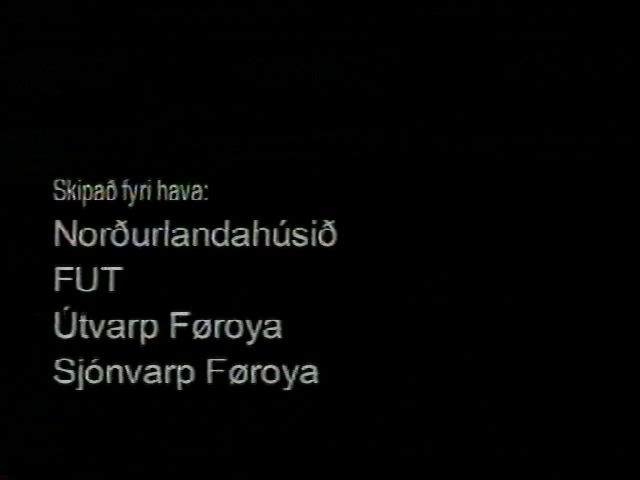 Skipað fyri hava:
Norðurlandahúsið
FUT
Útvarp Føroya
Sjónvarp Føroya